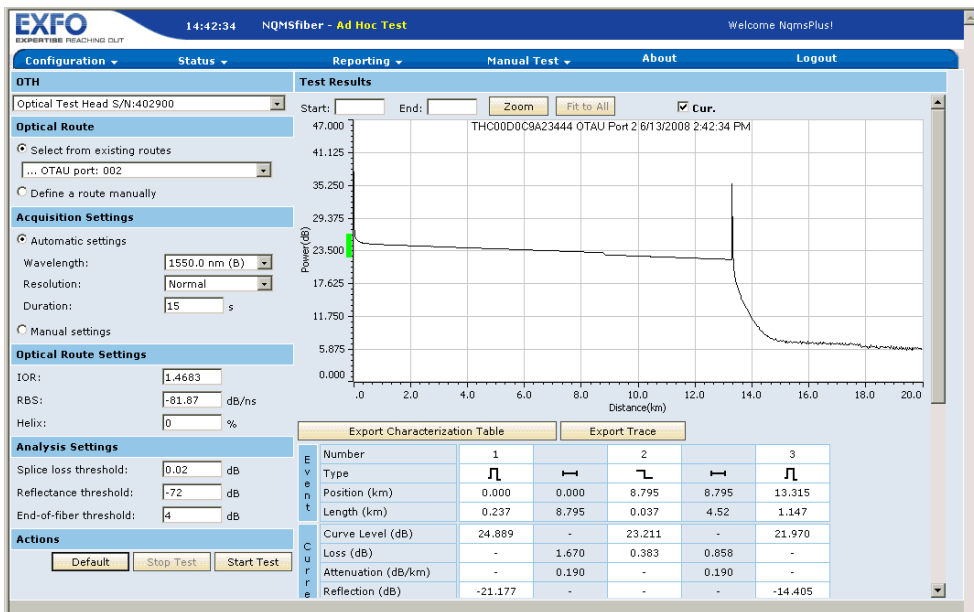 EXFO
EXPERTISE REACHING OUT
14:42:34 NQMSfiber - Ad Hoc Test Welcome NqmsPlus!
Configuration Status Reporting Manual Test About Logout
OTH
Optical Test Head S/N:402900
Optical Route
Select from existing routes
... OTAU port: 002
Define a route manually
Acquisition Settings
Automatic settings
Wavelength: 1550.0 nm (B)
Resolution: Normal
Duration: 15 s
Manual settings
Optical Route Settings
IOR: 1.4683
RBS: -81.87 dB/ns
Helix: 0 %
Analysis Settings
Splice loss threshold: 0.02 dB
Reflectance threshold: -72 dB
End-of-fiber threshold: 4 dB
Actions
Default Stop Test Start Test
Test Results
Start: End: Zoom Fit to All Cur.
THC00D0C9A23444 OTAU Port 2 6/13/2008 2:42:34 PM
47.000
41.125
35.250
29.375
23.500
17.625
11.750
5.875
0.000
Power(dB)
.0 2.0 4.0 6.0 8.0 10.0 12.0 14.0 16.0 18.0 20.0
Distance(km)
Export Characterization Table Export Trace
Event
Number 1 2 3
Type
Position (km) 0.000 0.000 8.795 8.795 13.315
Length (km) 0.237 8.795 0.037 4.52 1.147
Curre
Curve Level (dB) 24.889 - 23.211 - 21.970
Loss (dB) - 1.670 0.383 0.858 -
Attenuation (dB/km) - 0.190 - 0.190 -
Reflection (dB) -21.177 - - - -14.405